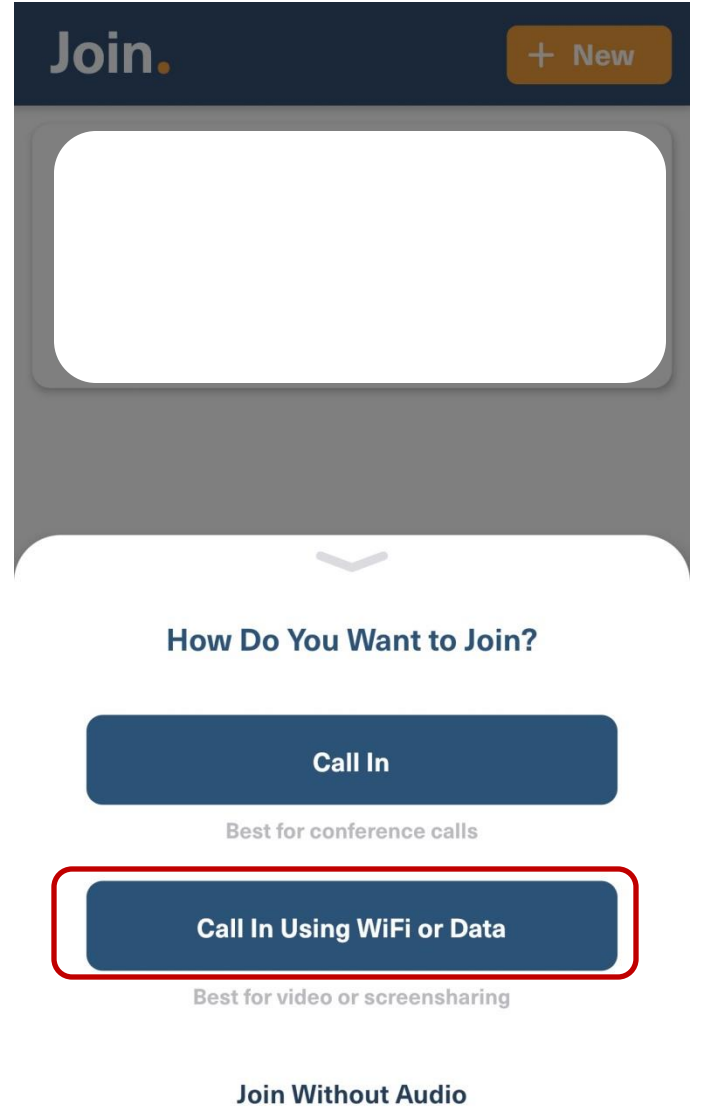 Join.
+ New
How Do You Want to Join?
Call In
Best for conference calls
Call In Using WiFi or Data
Best for video or screensharing
Join Without Audio